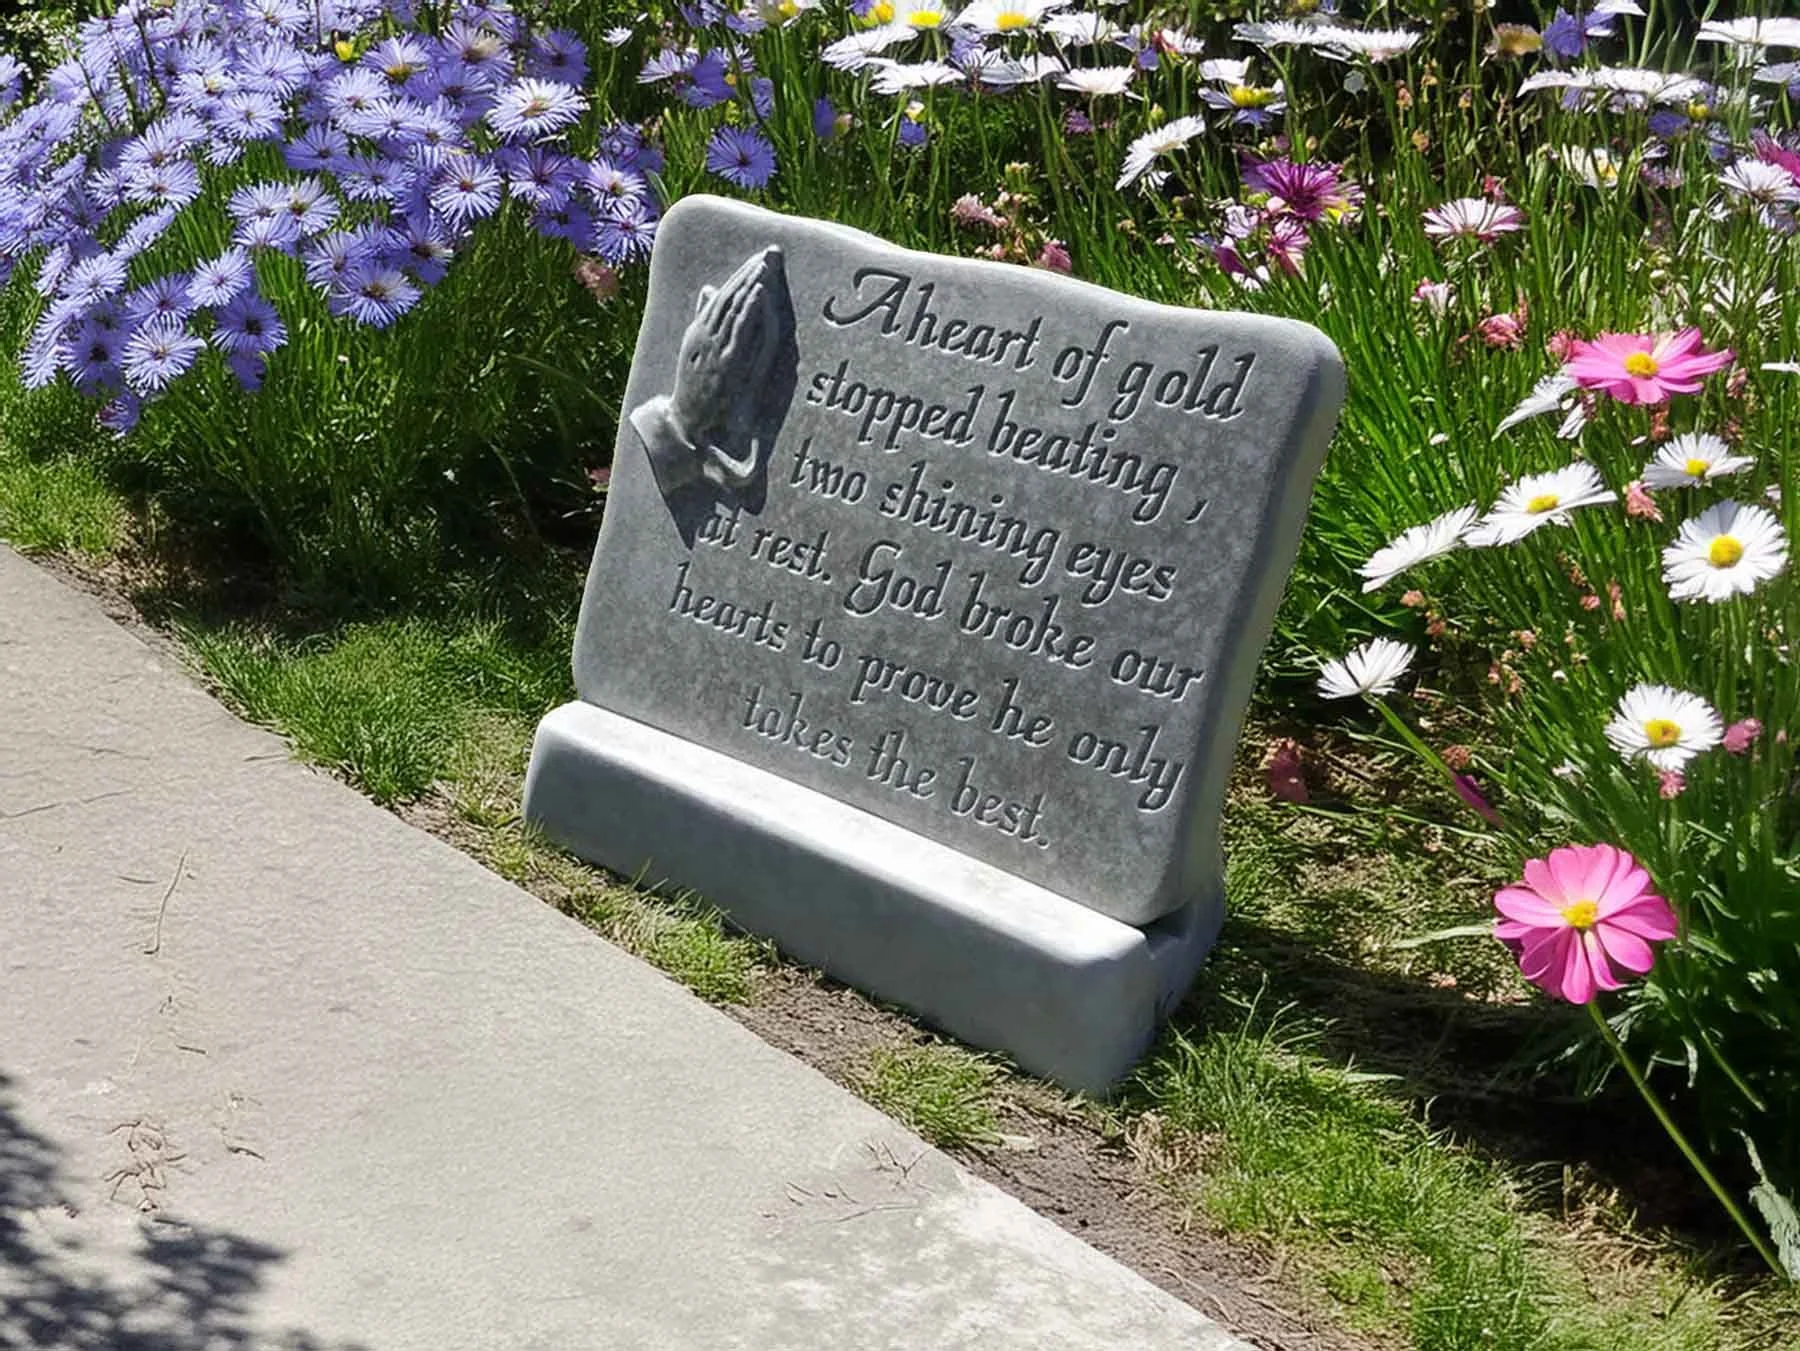 A heart of gold
stopped beating,
two shining eyes
at rest. God broke our
hearts to prove he only
takes the best.